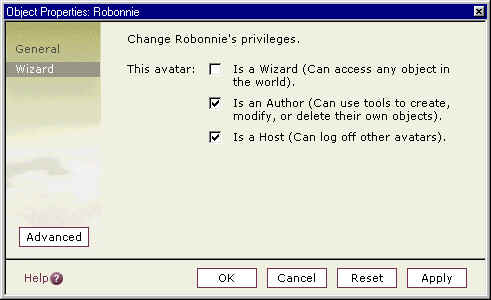 Object Properties: Robonnie
General
Wizard
Change Robonnie's privileges.
This avatar:
Is a Wizard (Can access any object in
the world).
Is an Author (Can use tools to create,
modify, or delete their own objects).
Is a Host (Can log off other avatars).
Advanced
Help?
OK
Cancel
Reset
Apply